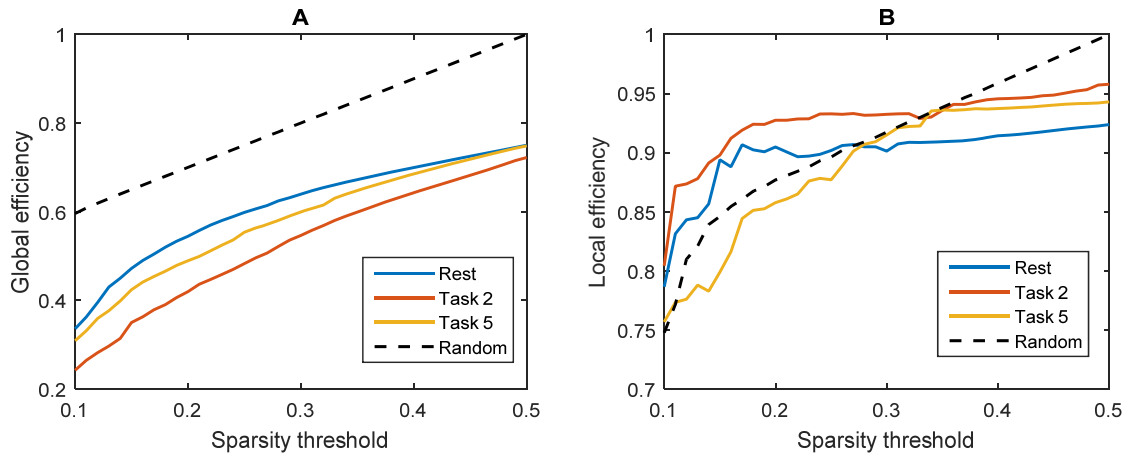 A
1
0.8
0.6
0.4
0.2
0.1
0.2
0.3
0.4
0.5
Global efficiency
Sparsity threshold
Rest
Task 2
Task 5
Random
B
1
0.95
0.9
0.85
0.8
0.75
0.7
0.1
0.2
0.3
0.4
0.5
Local efficiency
Sparsity threshold
Rest
Task 2
Task 5
Random